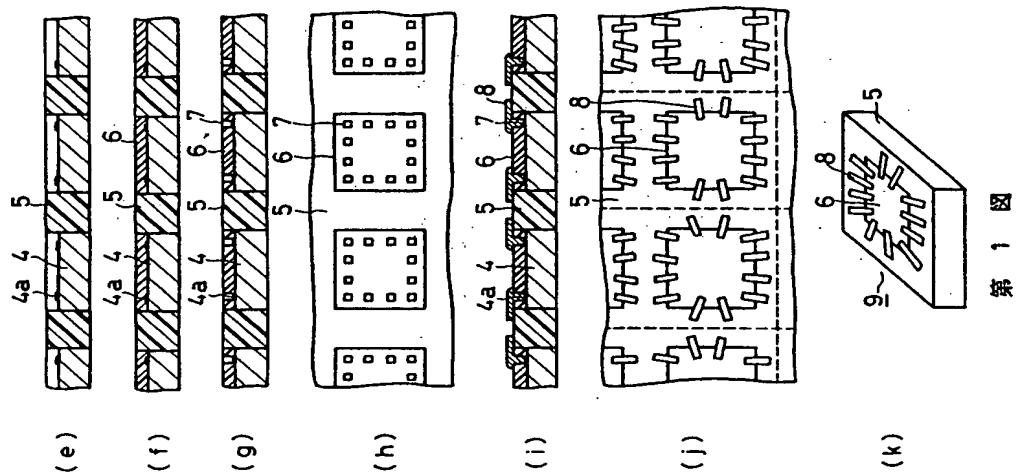 (e) 4a 4 5
(f) 4a 4 5 6
(g) 4a 4 5 6 7
(h) 5 6 7
(i) 4a 4 5 6 7 8
(j) 5 6 8
(k) 9 6 8 5
第 1 図